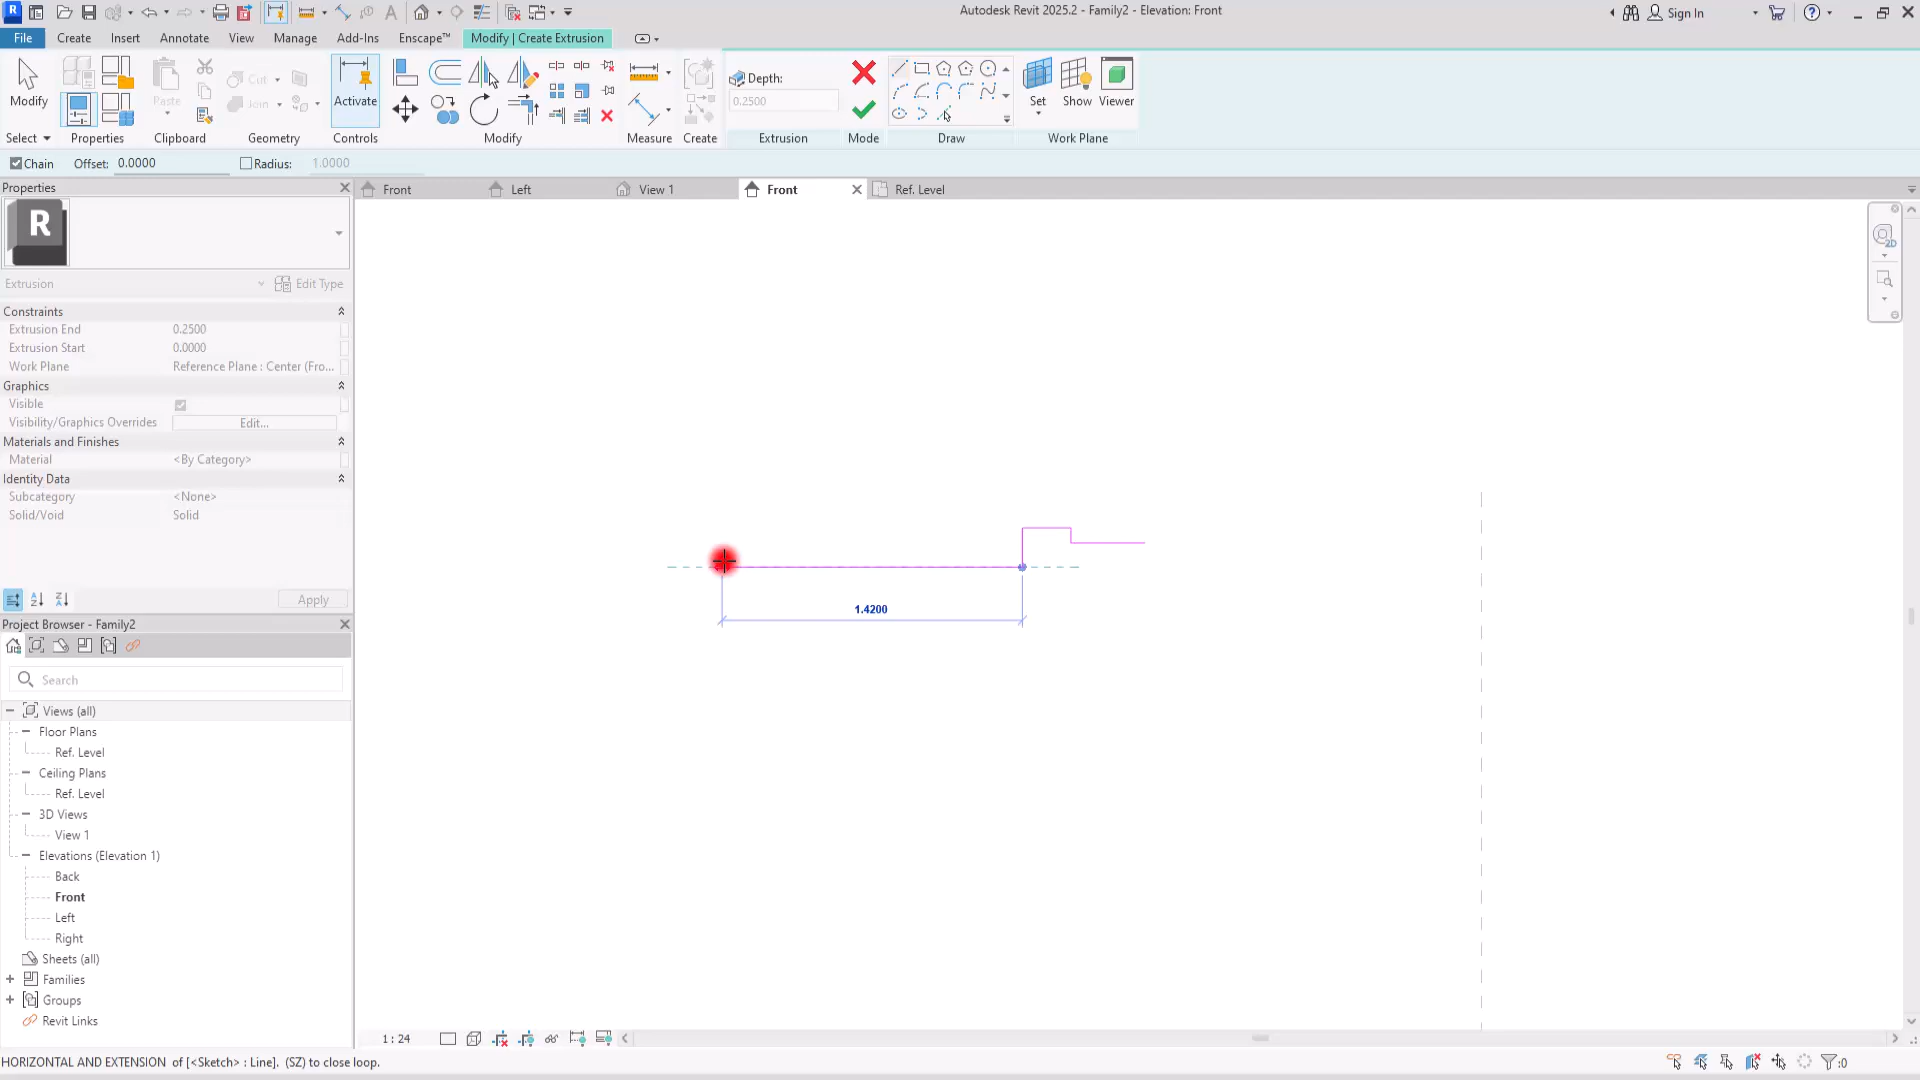 Autodesk Revit 2025.2 - Family2 - Elevation: Front
Sign In
File
Create
Insert
Annotate
View
Manage
Add-Ins
Enscape™
Modify | Create Extrusion
Modify
Paste
Cut
Join
Activate
Depth:
0.2500
Set
Show
Viewer
Select
Properties
Clipboard
Geometry
Controls
Modify
Measure
Create
Extrusion
Mode
Draw
Work Plane
Chain
Offset: 0.0000
Radius: 1.0000
Properties
Front
Left
View 1
Front
Ref. Level
R
Extrusion
Edit Type
Constraints
Extrusion End 0.2500
Extrusion Start 0.0000
Work Plane Reference Plane : Center (Fro...
Graphics
Visible
Visibility/Graphics Overrides Edit...
Materials and Finishes
Material <By Category>
Identity Data
Subcategory <None>
Solid/Void Solid
Apply
1.4200
Project Browser - Family2
Search
Views (all)
Floor Plans
Ref. Level
Ceiling Plans
Ref. Level
3D Views
View 1
Elevations (Elevation 1)
Back
Front
Left
Right
Sheets (all)
Families
Groups
Revit Links
1 : 24
HORIZONTAL AND EXTENSION of [<Sketch> : Line]. (SZ) to close loop.
:0